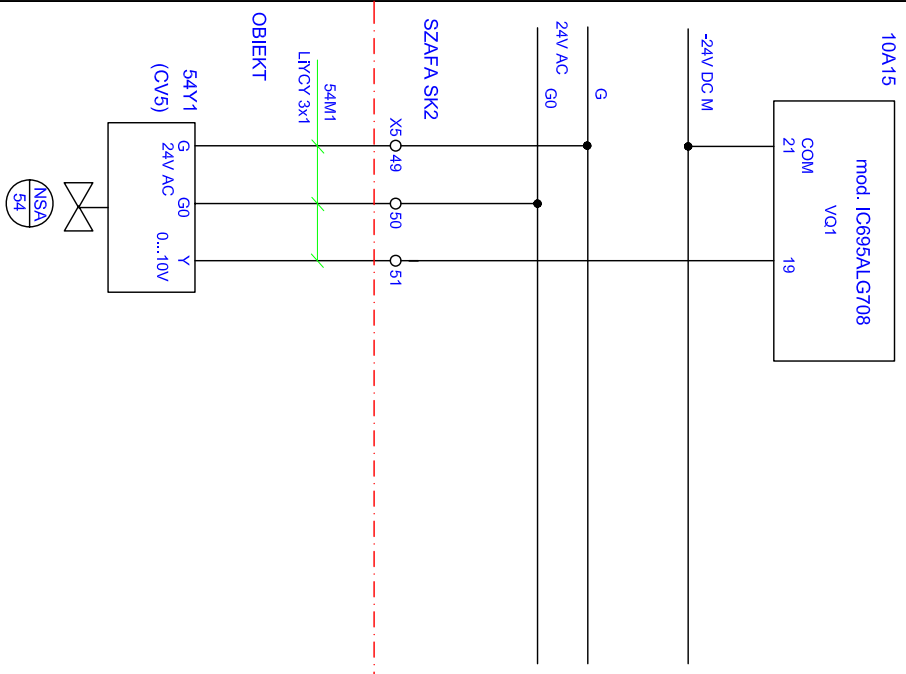 10A15
mod. IC695ALG708
VQ1
COM
21
19
-24V DC M
G
24V AC
G0
SZAFA SK2
X5
49
50
51
54M1
LiYCY 3x1
OBIEKT
54Y1
(CV5)
G
G0
Y
24V AC
0...10V
NSA
54